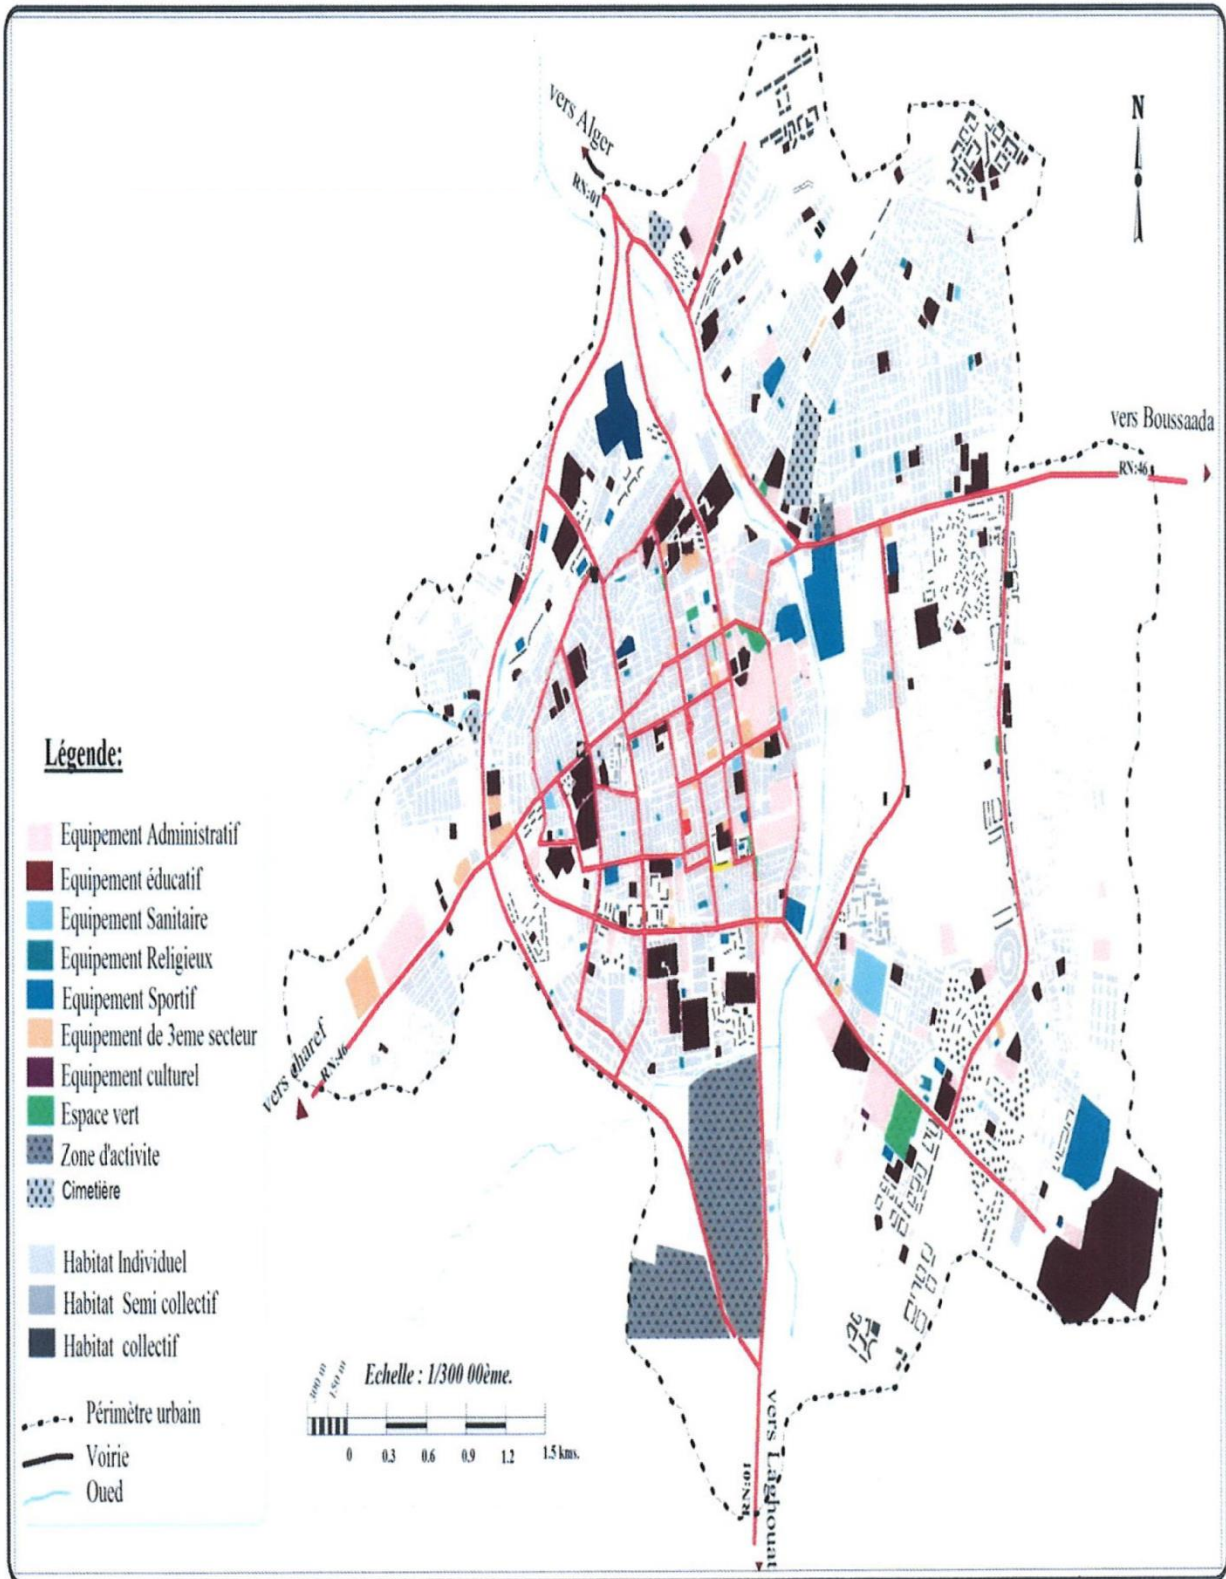 vers Alger
RN:01
N
vers Boussaada
RN:46
Légende:
Equipement Administratif
Equipement éducatif
Equipement Sanitaire
Equipement Religieux
Equipement Sportif
Equipement de 3eme secteur
Equipement culturel
Espace vert
Zone d'activite
Cimetière
Habitat Individuel
Habitat Semi collectif
Habitat collectif
Périmètre urbain
Voirie
Oued
vers charef
RN:46
Echelle : 1/300 00ème.
300 m
150 m
0 0.3 0.6 0.9 1.2 1.5 kms.
RN:01
vers Laghouat